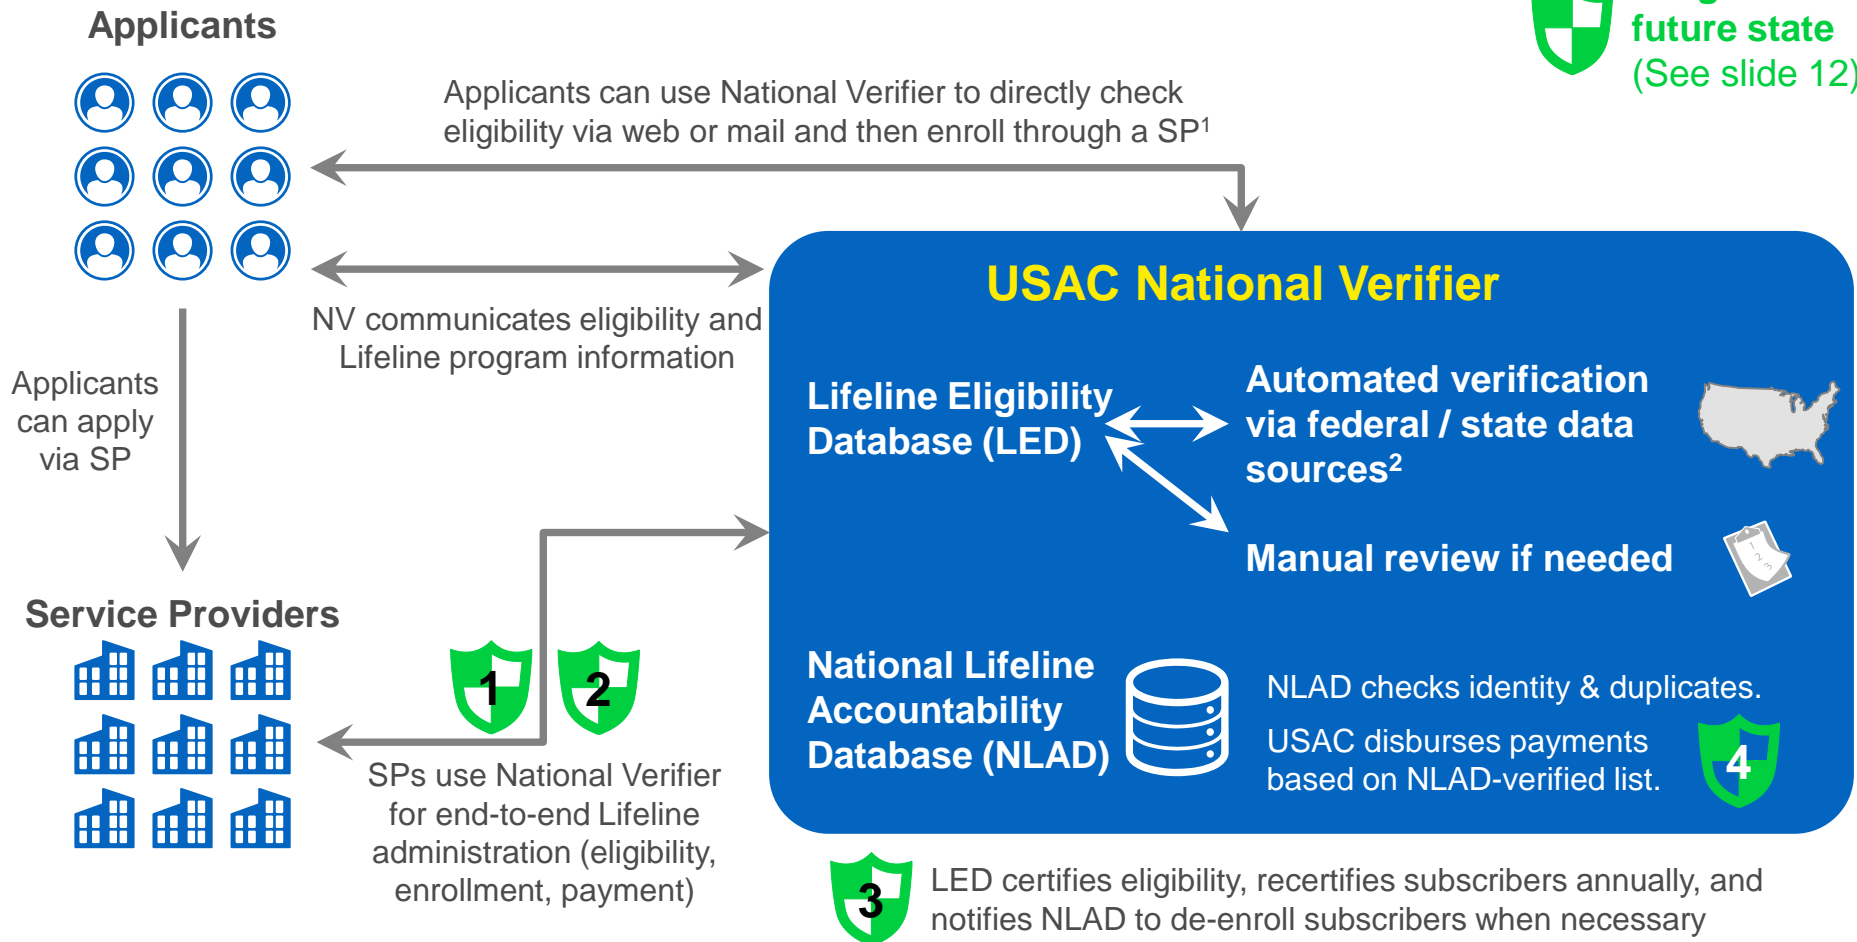 Applicants
future state
(See slide 12)
Applicants can use National Verifier to directly check
eligibility via web or mail and then enroll through a SP¹
NV communicates eligibility and
Lifeline program information
Applicants
can apply
via SP
USAC National Verifier
Lifeline Eligibility
Database (LED)
Automated verification
via federal / state data
sources²
Manual review if needed
1
2
3
Service Providers
1
2
SPs use National Verifier
for end-to-end Lifeline
administration (eligibility,
enrollment, payment)
National Lifeline
Accountability
Database (NLAD)
NLAD checks identity & duplicates.
USAC disburses payments
based on NLAD-verified list.
4
3
LED certifies eligibility, recertifies subscribers annually, and
notifies NLAD to de-enroll subscribers when necessary